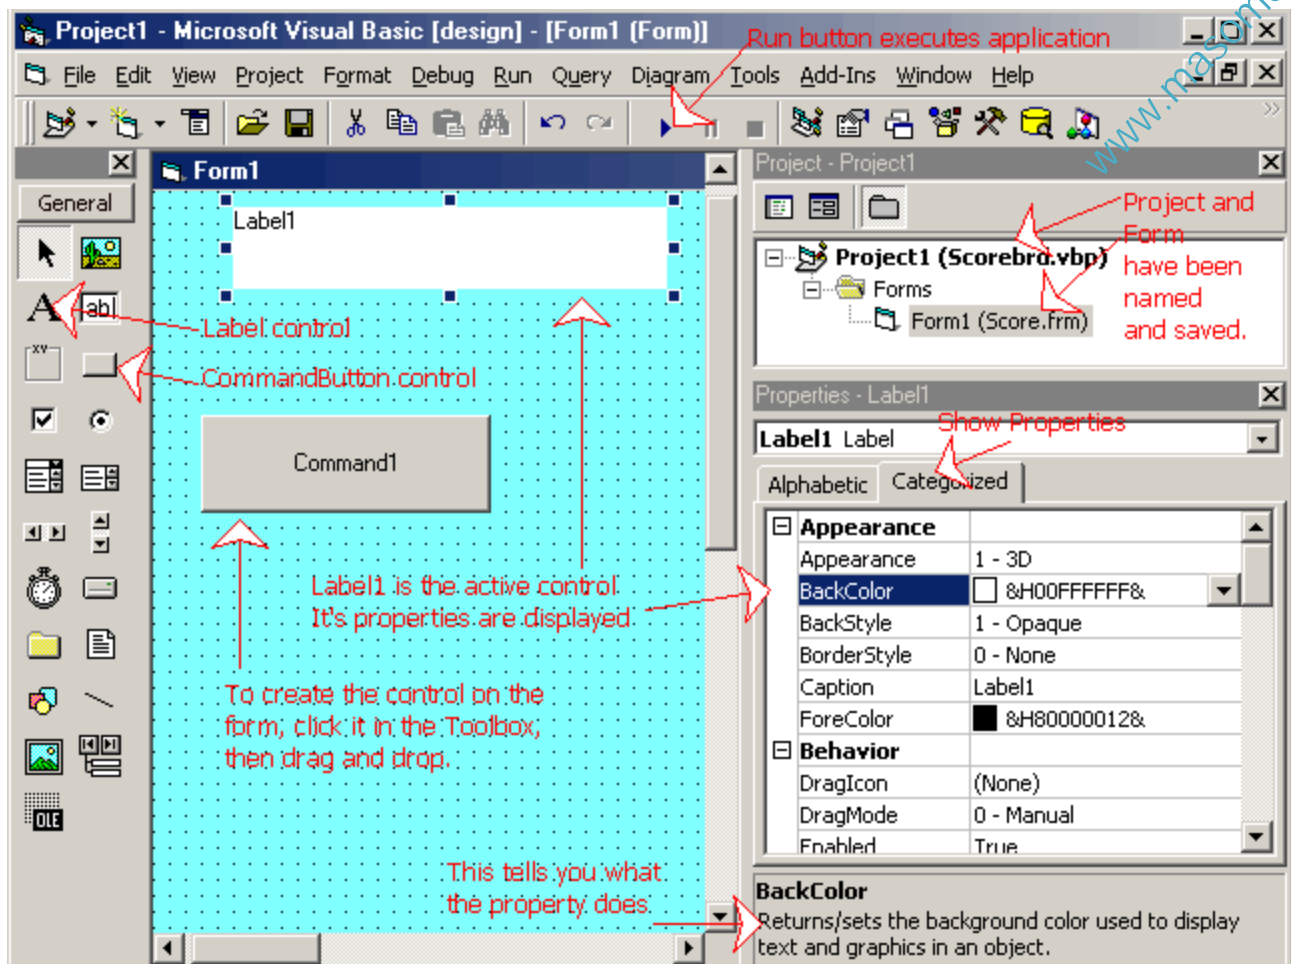 Project1 - Microsoft Visual Basic [design] - [Form1 (Form)]
Run button executes application
File Edit View Project Format Debug Run Query Diagram Tools Add-Ins Window Help
www.masom
General
A
ab|
xv
OLE
Form1
Label1
Label control
CommandButton control
Command1
Label1 is the active control
It's properties are displayed
To create the control on the
form, click it in the Toolbox,
then drag and drop.
This tells you what
the property does
Project - Project1
Project and
Form
have been
named
and saved.
Project1 (Scorebrd.vbp)
Forms
Form1 (Score.frm)
Properties - Label1
Show Properties
Label1 Label
Alphabetic Categorized
Appearance
Appearance 1 - 3D
BackColor &H00FFFFFF&
BackStyle 1 - Opaque
BorderStyle 0 - None
Caption Label1
ForeColor &H80000012&
Behavior
DragIcon (None)
DragMode 0 - Manual
Enabled True
BackColor
Returns/sets the background color used to display
text and graphics in an object.